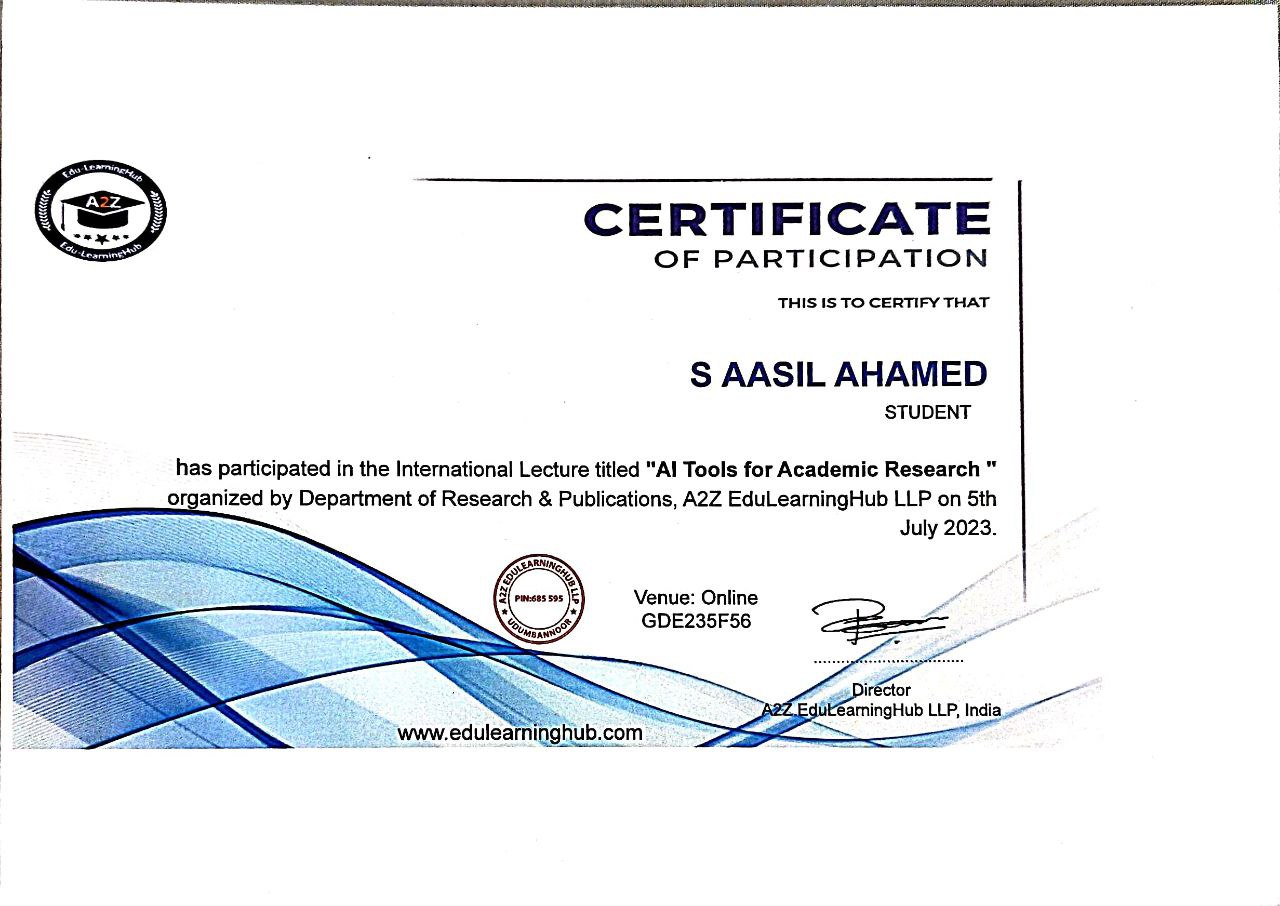 Edu-LearningHub
A2Z
Edu-LearningHub
CERTIFICATE
OF PARTICIPATION
THIS IS TO CERTIFY THAT
S AASIL AHAMED
STUDENT
has participated in the International Lecture titled "AI Tools for Academic Research "
organized by Department of Research & Publications, A2Z EduLearningHub LLP on 5th
July 2023.
A2Z EDULEARNINGHUB LLP
PIN:685 595
UDUMBANNOOR
Venue: Online
GDE235F56
Director
A2Z EduLearningHub LLP, India
www.edulearninghub.com